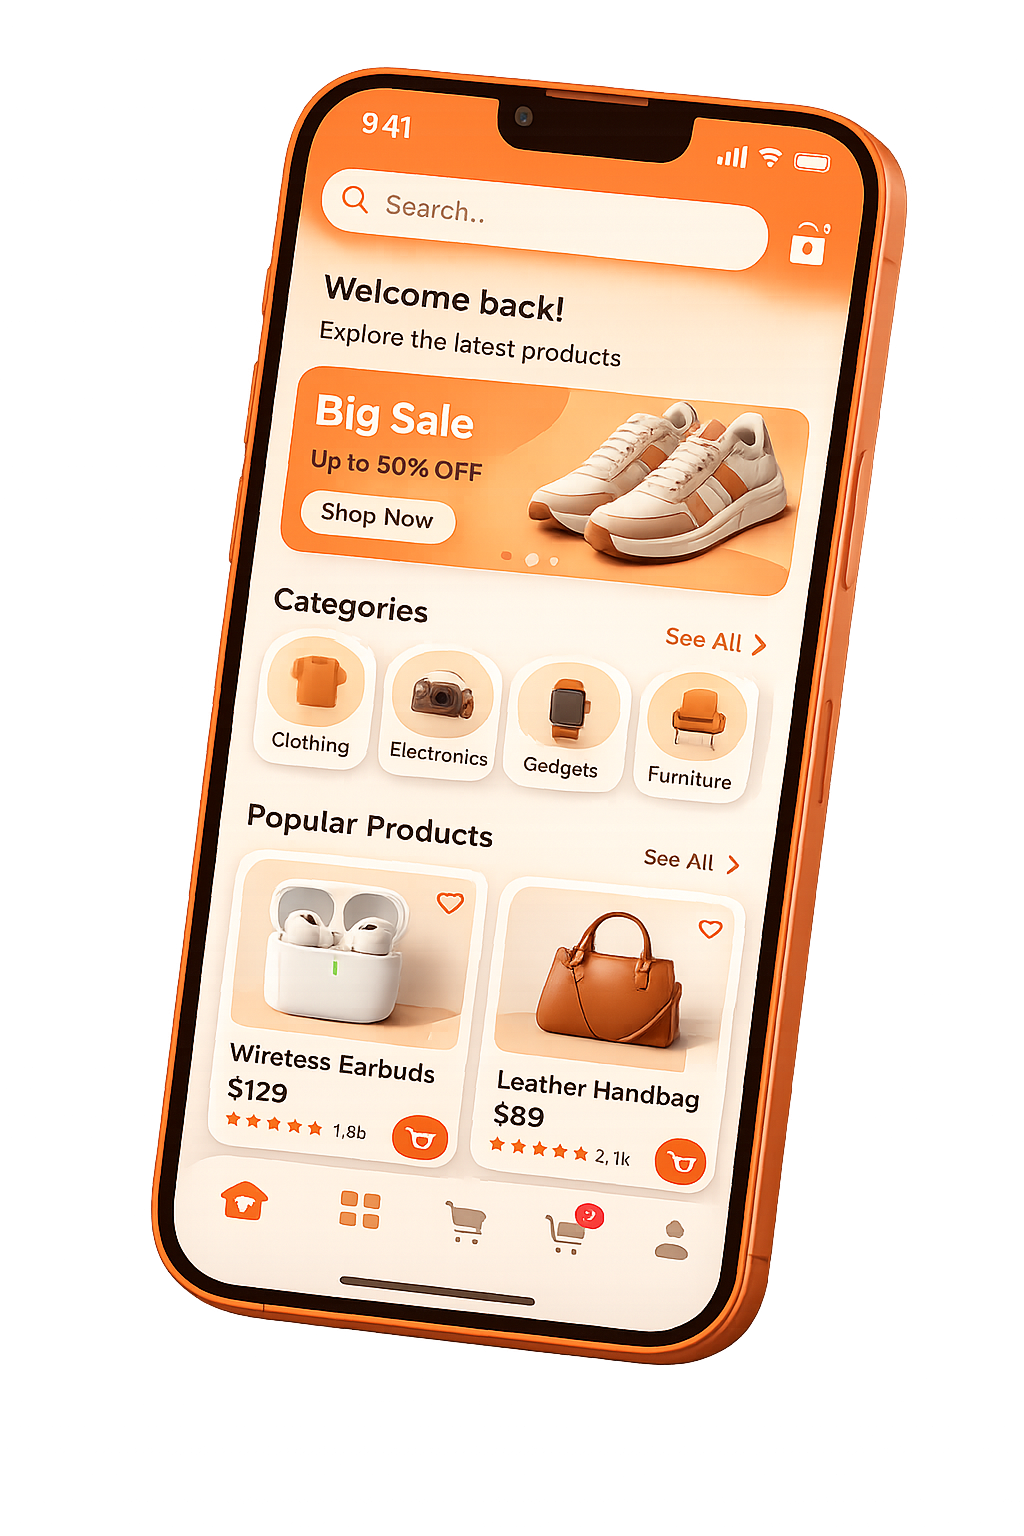 9 41
Search..
Welcome back!
Explore the latest products
Big Sale
Up to 50% OFF
Shop Now
Categories
See All
Clothing
Electronics
Gedgets
Furniture
Popular Products
See All
Wiretess Earbuds
$129
1,8b
Leather Handbag
$89
2, 1k